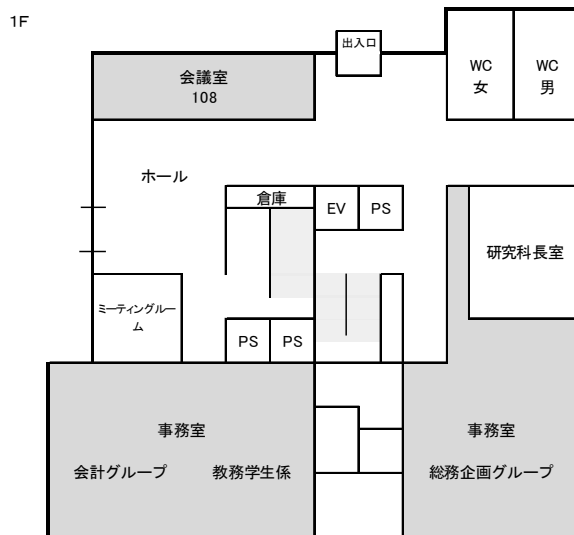 1F
出入口
WC
女
WC
男
会議室
108
ホール
倉庫
EV
PS
研究科長室
ミーティングルー
ム
PS
PS
事務室
会計グループ
教務学生係
事務室
総務企画グループ